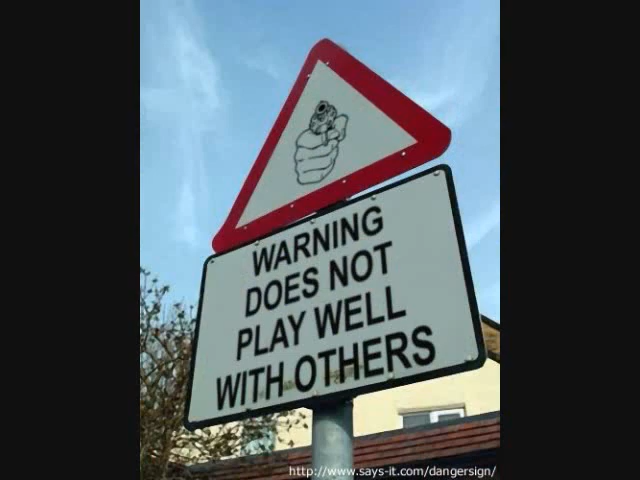 WARNING
DOES NOT
PLAY WELL
WITH OTHERS
http://www.says-it.com/dangersign/